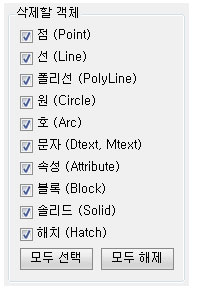 삭제할 객체
점 (Point)
선 (Line)
폴리선 (PolyLine)
원 (Circle)
호 (Arc)
문자 (Dtext, Mtext)
속성 (Attribute)
블록 (Block)
솔리드 (Solid)
해치 (Hatch)
모두 선택 모두 해제